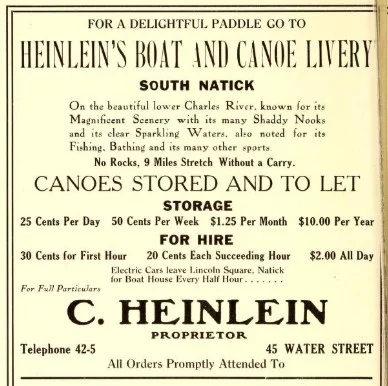 FOR A DELIGHTFUL PADDLE GO TO
HEINLEIN'S BOAT AND CANOE LIVERY
SOUTH NATICK
On the beautiful lower Charles River, known for its
Magnificent Scenery with its many Shaddy Nooks
and its clear Sparkling Waters, also noted for its
Fishing, Bathing and its many other sports.
No Rocks, 9 Miles Stretch Without a Carry.
CANOES STORED AND TO LET
STORAGE
25 Cents Per Day 50 Cents Per Week $1.25 Per Month $10.00 Per Year
FOR HIRE
30 Cents for First Hour 20 Cents Each Succeeding Hour $2.00 All Day
Electric Cars leave Lincoln Square, Natick
for Boat House Every Half Hour.......
For Full Particulars
C. HEINLEIN
PROPRIETOR
Telephone 42-5 45 WATER STREET
All Orders Promptly Attended To